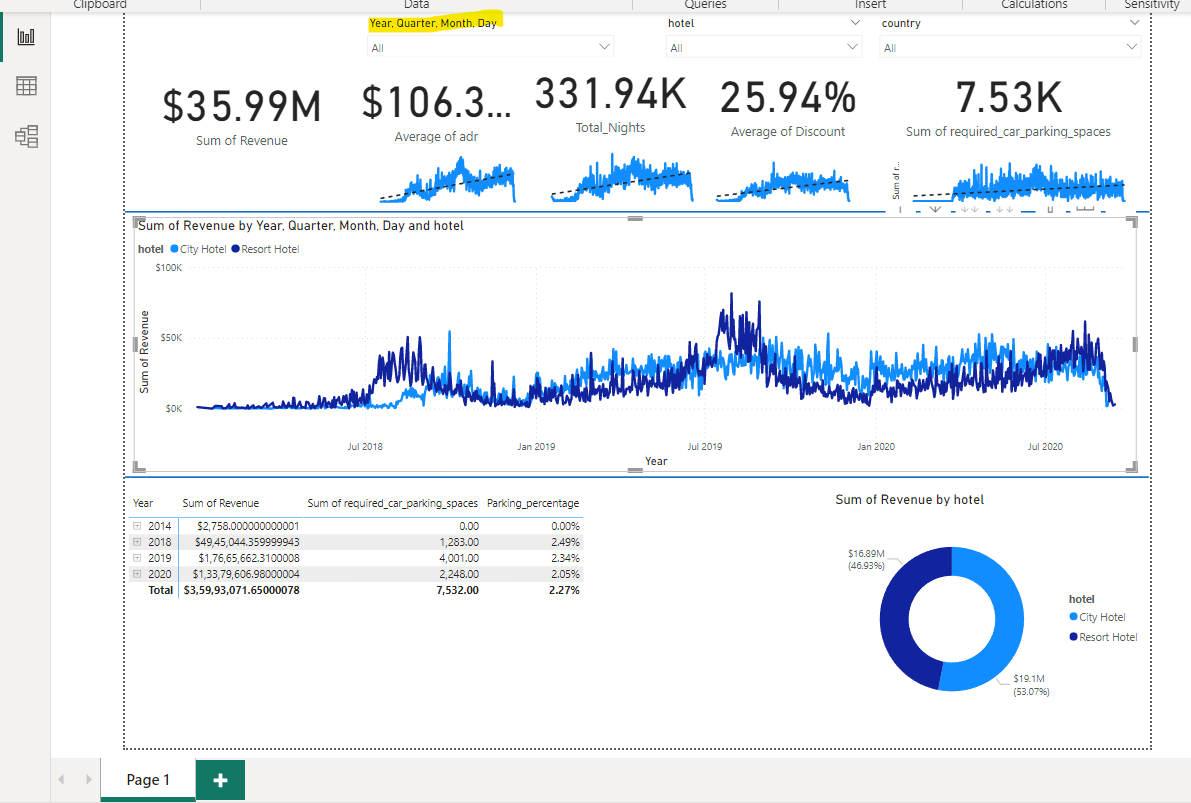 Clipboard Data Queries Insert Calculations Sensitivity
Year, Quarter, Month, Day hotel country
All All All
$35.99M $106.3... 331.94K 25.94% 7.53K
Sum of Revenue Average of adr Total_Nights Average of Discount Sum of required_car_parking_spaces
Sum of r...
Sum of Revenue by Year, Quarter, Month, Day and hotel
hotel City Hotel Resort Hotel
$100K
$50K
$0K
Sum of Revenue
Jul 2018 Jan 2019 Jul 2019 Jan 2020 Jul 2020
Year
Year Sum of Revenue Sum of required_car_parking_spaces Parking_percentage
2014 $2,758.000000000001 0.00 0.00%
2018 $49,45,044.359999943 1,283.00 2.49%
2019 $1,76,65,662.3100008 4,001.00 2.34%
2020 $1,33,79,606.98000004 2,248.00 2.05%
Total $3,59,93,071.65000078 7,532.00 2.27%
Sum of Revenue by hotel
$16.89M
(46.93%)
hotel
City Hotel
Resort Hotel
$19.1M
(53.07%)
Page 1